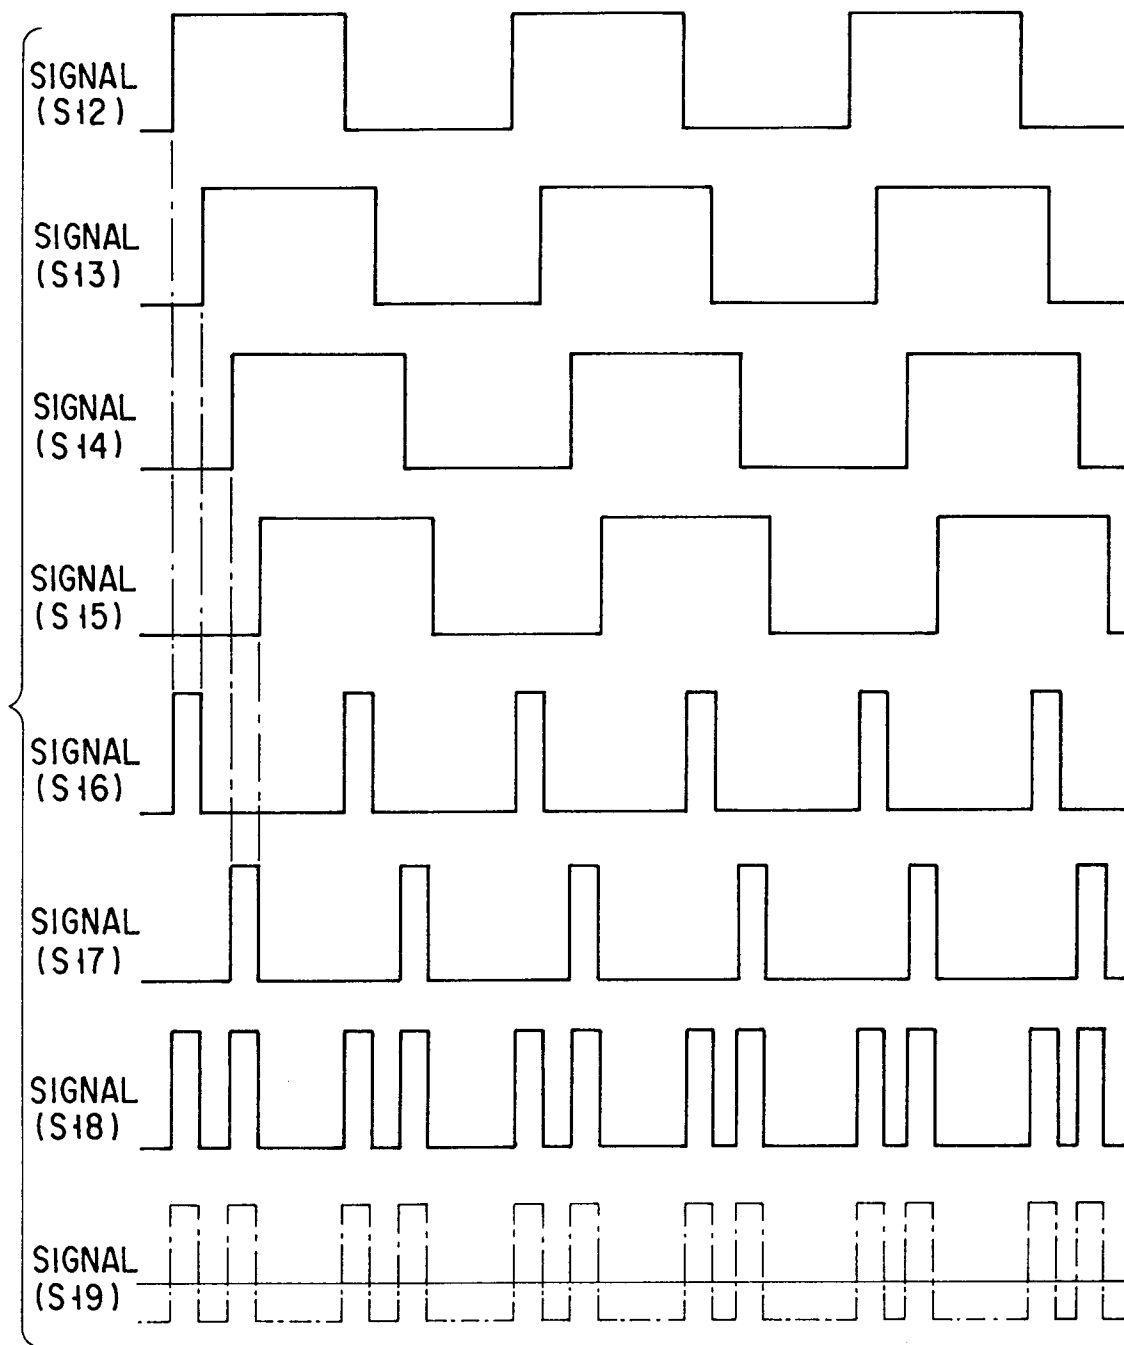 SIGNAL
(S12)
SIGNAL
(S13)
SIGNAL
(S14)
SIGNAL
(S15)
SIGNAL
(S16)
SIGNAL
(S17)
SIGNAL
(S18)
SIGNAL
(S19)